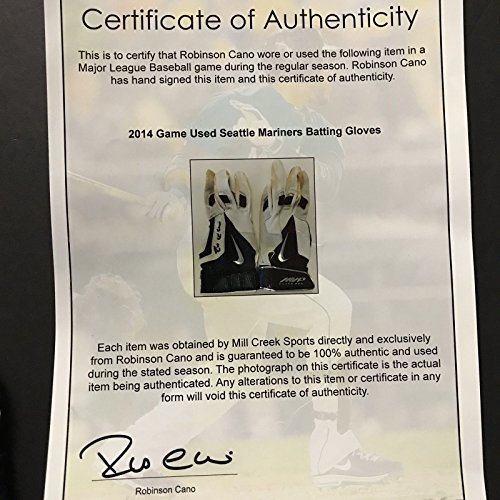 Certificate of Authenticity
This is to certify that Robinson Cano wore or used the following item in a
Major League Baseball game during the regular season. Robinson Cano
has hand signed this item and this certificate of authenticity.
2014 Game Used Seattle Mariners Batting Gloves
Each item was obtained by Mill Creek Sports directly and exclusively
from Robinson Cano and is guaranteed to be 100% authentic and used
during the stated season. The photograph on this certificate is the actual
item being authenticated. Any alterations to this item or certificate in any
form will void this certificate of authenticity.
Robinson Cano